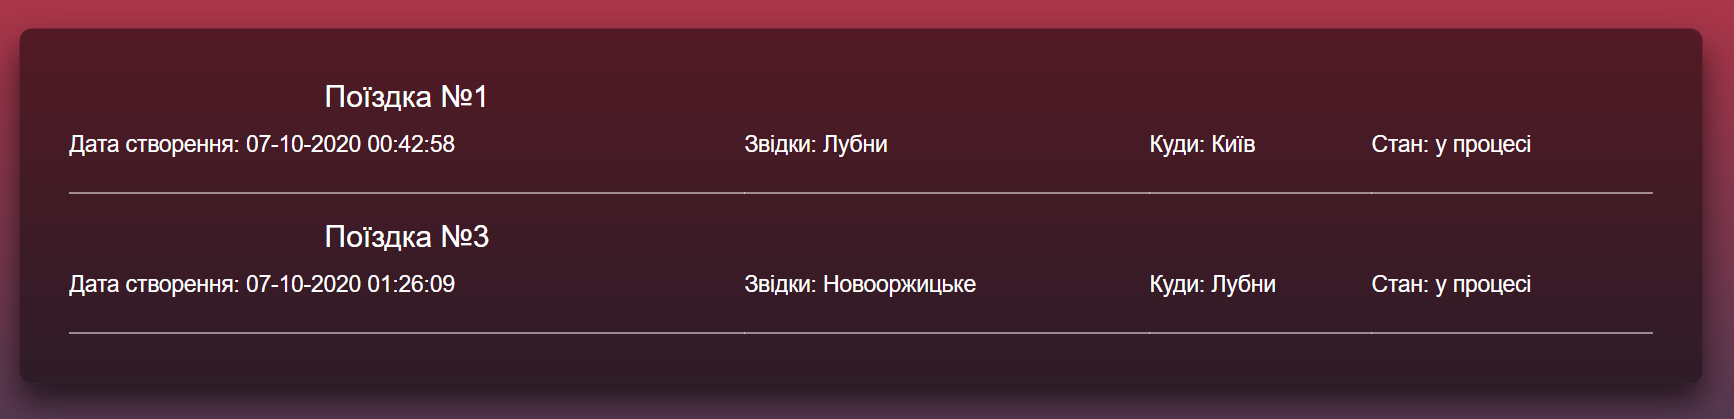 Поїздка №1
Дата створення: 07-10-2020 00:42:58 Звідки: Лубни Куди: Київ Стан: у процесі
Поїздка №3
Дата створення: 07-10-2020 01:26:09 Звідки: Новооржицьке Куди: Лубни Стан: у процесі